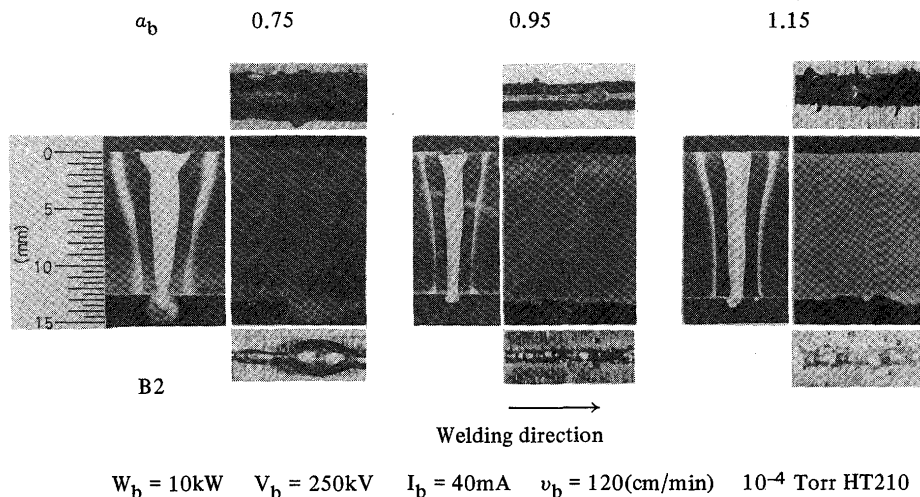 a_b 0.75 0.95 1.15
0
5
(mm)
10
15
B2
Welding direction
W_b = 10kW V_b = 250kV I_b = 40mA υ_b = 120(cm/min) 10⁻⁴ Torr HT210